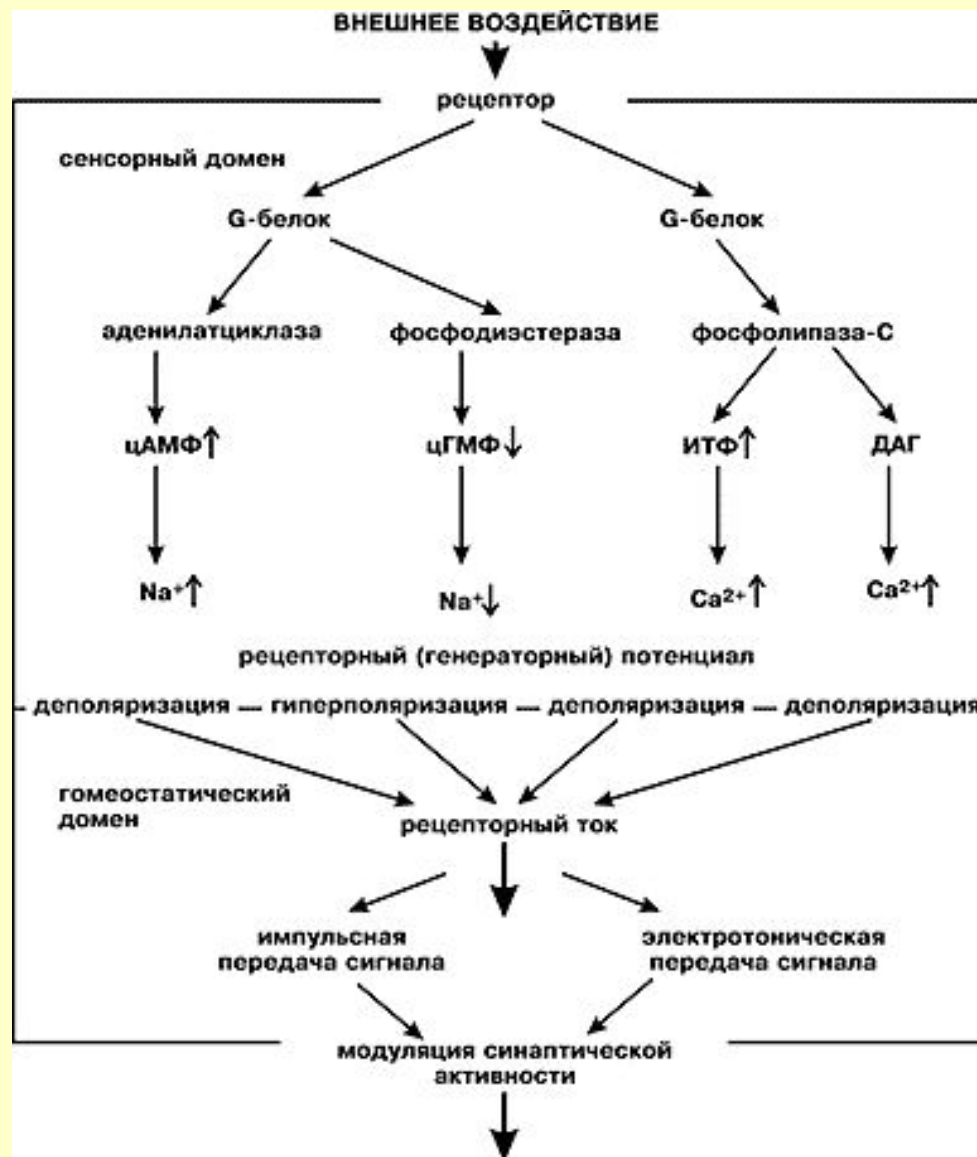 ВНЕШНЕЕ ВОЗДЕЙСТВИЕ
рецептор
сенсорный домен
G-белок G-белок
аденилатциклаза фосфодиэстераза фосфолипаза-С
цАМФ↑ цГМФ↓ ИТФ↑ ДАГ
Na⁺↑ Na⁺↓ Ca²⁺↑ Ca²⁺↑
рецепторный (генераторный) потенциал
– деполяризация — гиперполяризация — деполяризация — деполяризация
гомеостатический
домен
рецепторный ток
импульсная
передача сигнала
электротоническая
передача сигнала
модуляция синаптической
активности